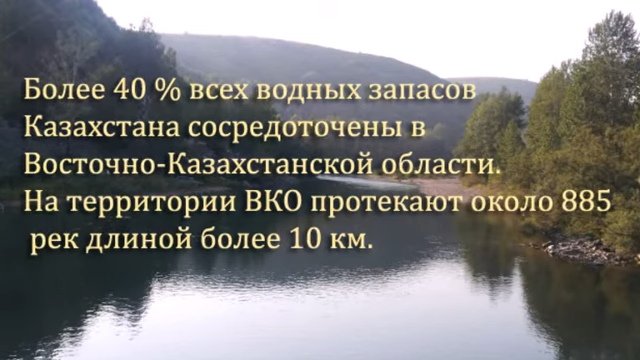 Более 40 % всех водных запасов
Казахстана сосредоточены в
Восточно-Казахстанской области.
На территории ВКО протекают около 885
рек длиной более 10 км.